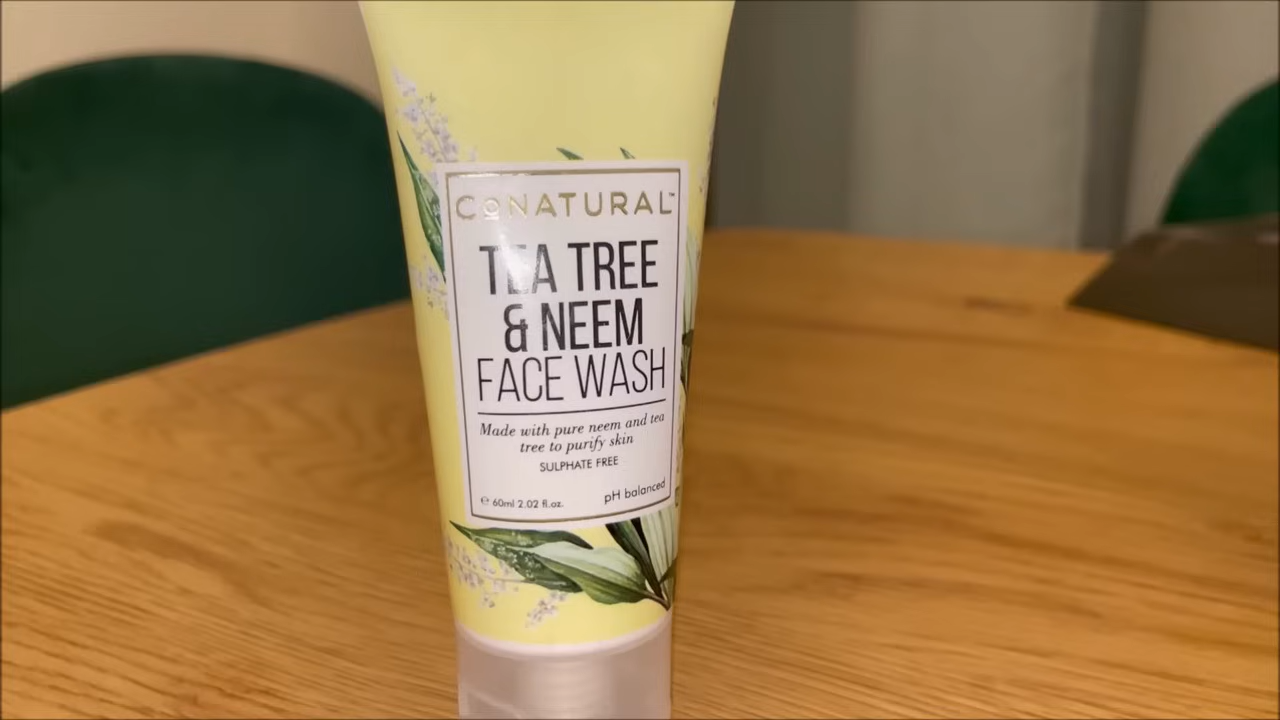 CoNATURAL™
TEA TREE
& NEEM
FACE WASH
Made with pure neem and tea
tree to purify skin
SULPHATE FREE
℮ 60ml 2.02 fl.oz.
pH balanced